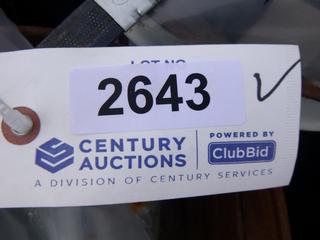 LOT NO.
2643
CENTURY
AUCTIONS
POWERED BY
ClubBid
A DIVISION OF CENTURY SERVICES